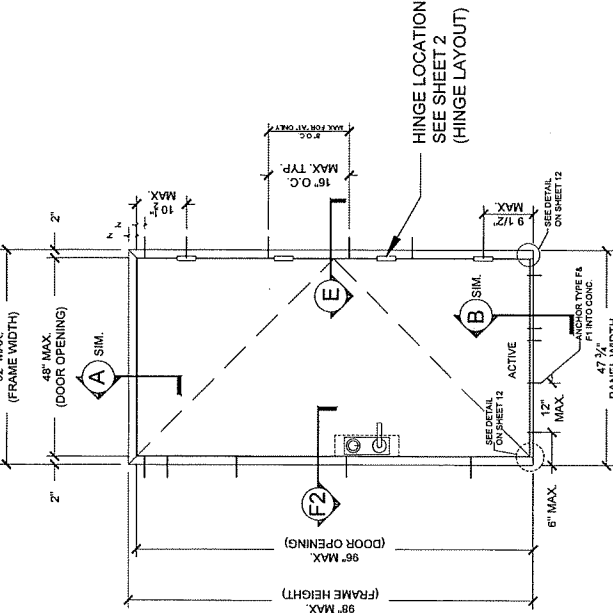 (FRAME WIDTH)
48" MAX.
(DOOR OPENING)
2"
2"
A
SIM.
10 1/2"
MAX.
16" O.C.
MAX. TYP.
8" O.C.
MAX. FOR "A1" ONLY
HINGE LOCATION
SEE SHEET 2
(HINGE LAYOUT)
E
F2
B
SIM.
9 1/2"
MAX.
SEE DETAIL
ON SHEET 12
SEE DETAIL
ON SHEET 12
ACTIVE
ANCHOR TYPE F&
F1 INTO CONC.
12"
MAX.
6" MAX.
47 3/4"
PANEL WIDTH
96" MAX.
(DOOR OPENING)
98" MAX.
(FRAME HEIGHT)